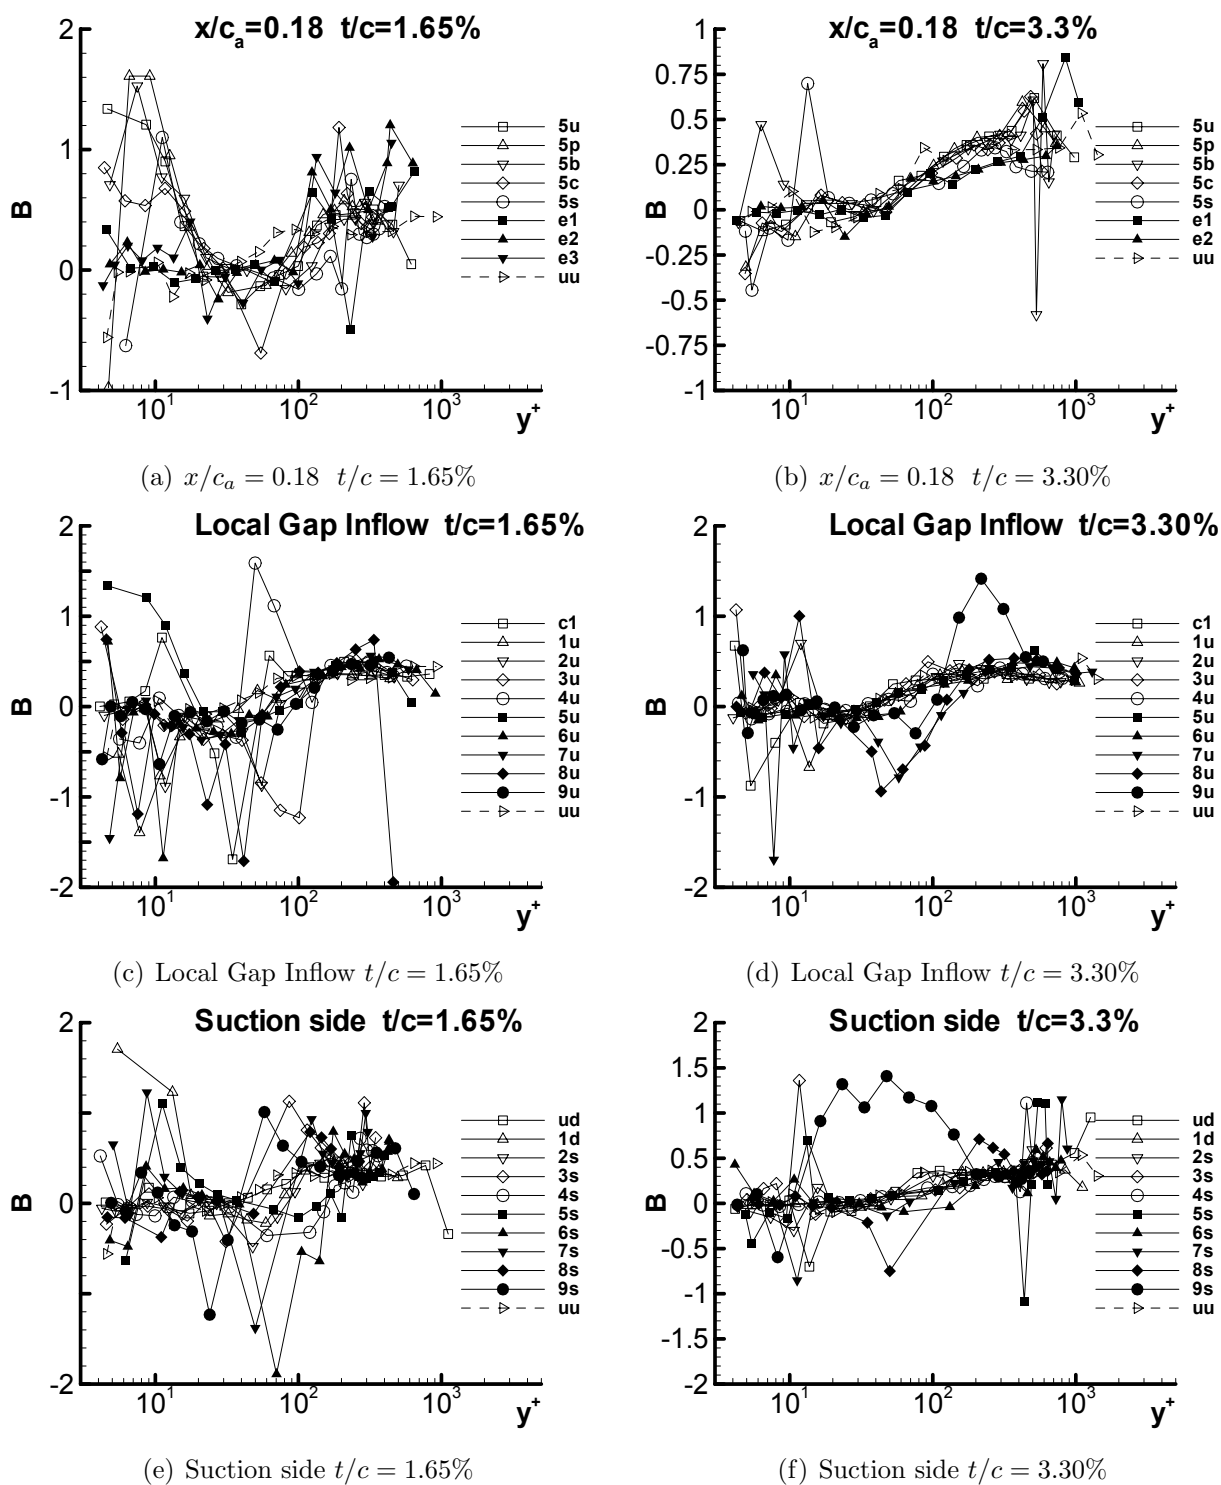 x/ca=0.18 t/c=1.65%
2
1
0
-1
B
10^1
10^2
10^3
y+
5u
5p
5b
5c
5s
e1
e2
e3
uu
(a) x/ca = 0.18 t/c = 1.65%
x/ca=0.18 t/c=3.3%
1
0.75
0.5
0.25
0
-0.25
-0.5
-0.75
-1
B
10^1
10^2
10^3
y+
5u
5p
5b
5c
5s
e1
e2
uu
(b) x/ca = 0.18 t/c = 3.30%
Local Gap Inflow t/c=1.65%
2
1
0
-1
-2
B
10^1
10^2
10^3
y+
c1
1u
2u
3u
4u
5u
6u
7u
8u
9u
uu
(c) Local Gap Inflow t/c = 1.65%
Local Gap Inflow t/c=3.30%
2
1
0
-1
-2
B
10^1
10^2
10^3
y+
c1
1u
2u
3u
4u
5u
6u
7u
8u
9u
uu
(d) Local Gap Inflow t/c = 3.30%
Suction side t/c=1.65%
2
1
0
-1
-2
B
10^1
10^2
10^3
y+
ud
1d
2s
3s
4s
5s
6s
7s
8s
9s
uu
(e) Suction side t/c = 1.65%
Suction side t/c=3.3%
2
1.5
1
0.5
0
-0.5
-1
-1.5
-2
B
10^1
10^2
10^3
y+
ud
1d
2s
3s
4s
5s
6s
7s
8s
9s
uu
(f) Suction side t/c = 3.30%